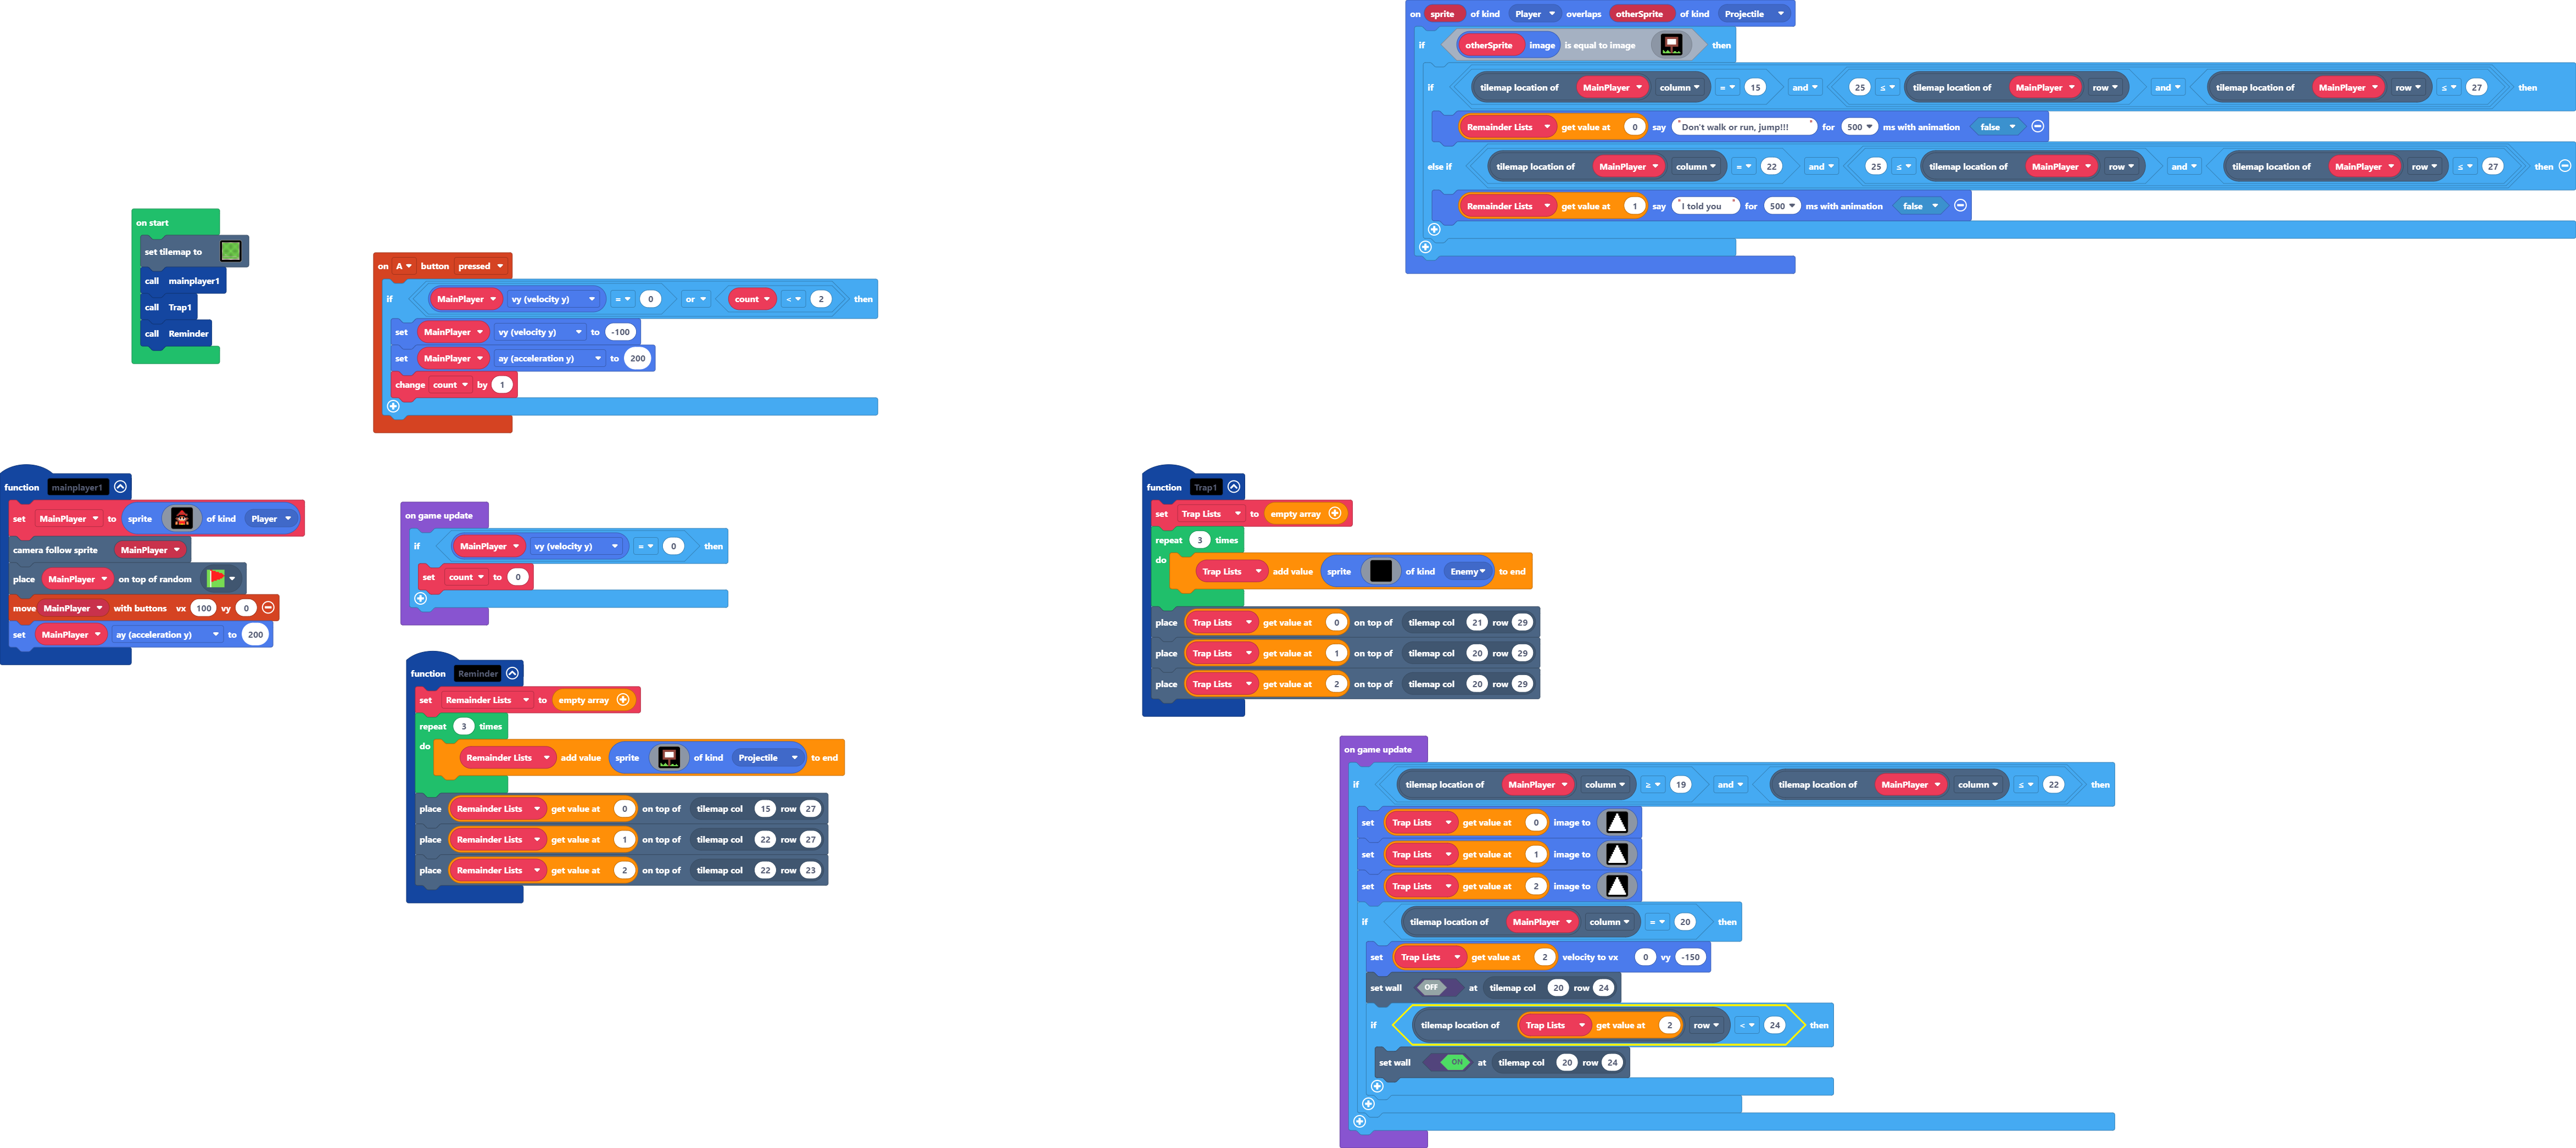 on sprite of kind Player overlaps otherSprite of kind Projectile
if otherSprite image is equal to image then
if tilemap location of MainPlayer column = 15 and 25 ≤ tilemap location of MainPlayer row and tilemap location of MainPlayer row ≤ 27 then
Remainder Lists get value at 0 say "Don't walk or run, jump!!!" for 500 ms with animation false
else if tilemap location of MainPlayer column = 22 and 25 ≤ tilemap location of MainPlayer row and tilemap location of MainPlayer row ≤ 27 then
Remainder Lists get value at 1 say "I told you" for 500 ms with animation false
on start
set tilemap to
call mainplayer1
call Trap1
call Reminder
on A button pressed
if MainPlayer vy (velocity y) = 0 or count < 2 then
set MainPlayer vy (velocity y) to -100
set MainPlayer ay (acceleration y) to 200
change count by 1
function mainplayer1
set MainPlayer to sprite of kind Player
camera follow sprite MainPlayer
place MainPlayer on top of random
move MainPlayer with buttons vx 100 vy 0
set MainPlayer ay (acceleration y) to 200
on game update
if MainPlayer vy (velocity y) = 0 then
set count to 0
function Reminder
set Remainder Lists to empty array
repeat 3 times
do
Remainder Lists add value sprite of kind Projectile to end
place Remainder Lists get value at 0 on top of tilemap col 15 row 27
place Remainder Lists get value at 1 on top of tilemap col 22 row 27
place Remainder Lists get value at 2 on top of tilemap col 22 row 23
function Trap1
set Trap Lists to empty array
repeat 3 times
do
Trap Lists add value sprite of kind Enemy to end
place Trap Lists get value at 0 on top of tilemap col 21 row 29
place Trap Lists get value at 1 on top of tilemap col 20 row 29
place Trap Lists get value at 2 on top of tilemap col 20 row 29
on game update
if tilemap location of MainPlayer column ≥ 19 and tilemap location of MainPlayer column ≤ 22 then
set Trap Lists get value at 0 image to
set Trap Lists get value at 1 image to
set Trap Lists get value at 2 image to
if tilemap location of MainPlayer column = 20 then
set Trap Lists get value at 2 velocity to vx 0 vy -150
set wall OFF at tilemap col 20 row 24
if tilemap location of Trap Lists get value at 2 row < 24 then
set wall ON at tilemap col 20 row 24